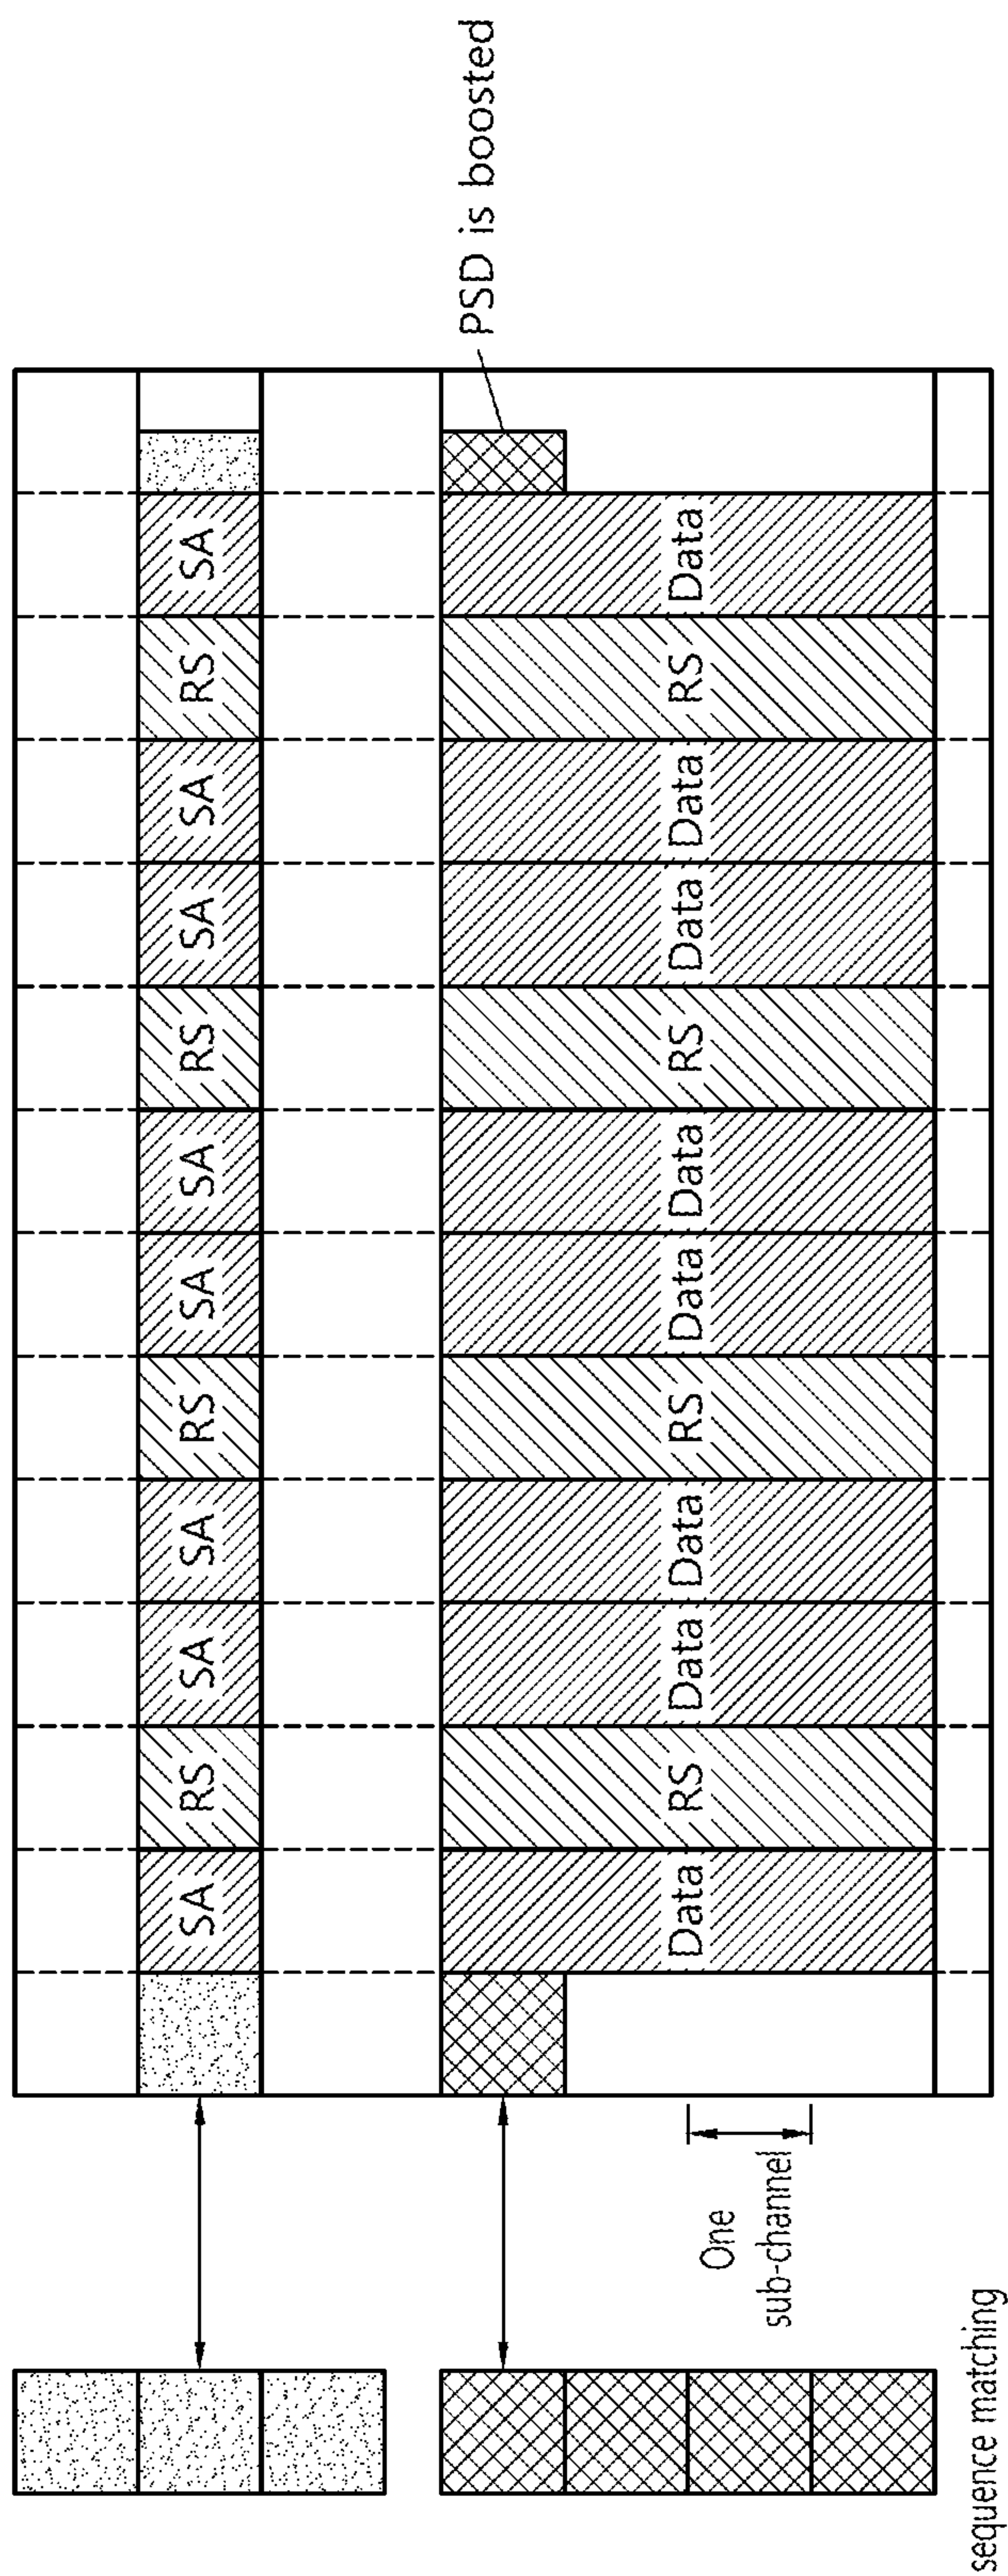 SA RS SA SA RS SA SA RS SA SA RS SA
PSD is boosted
Data RS Data Data RS Data Data RS Data Data RS Data
One
sub-channel
sequence matching